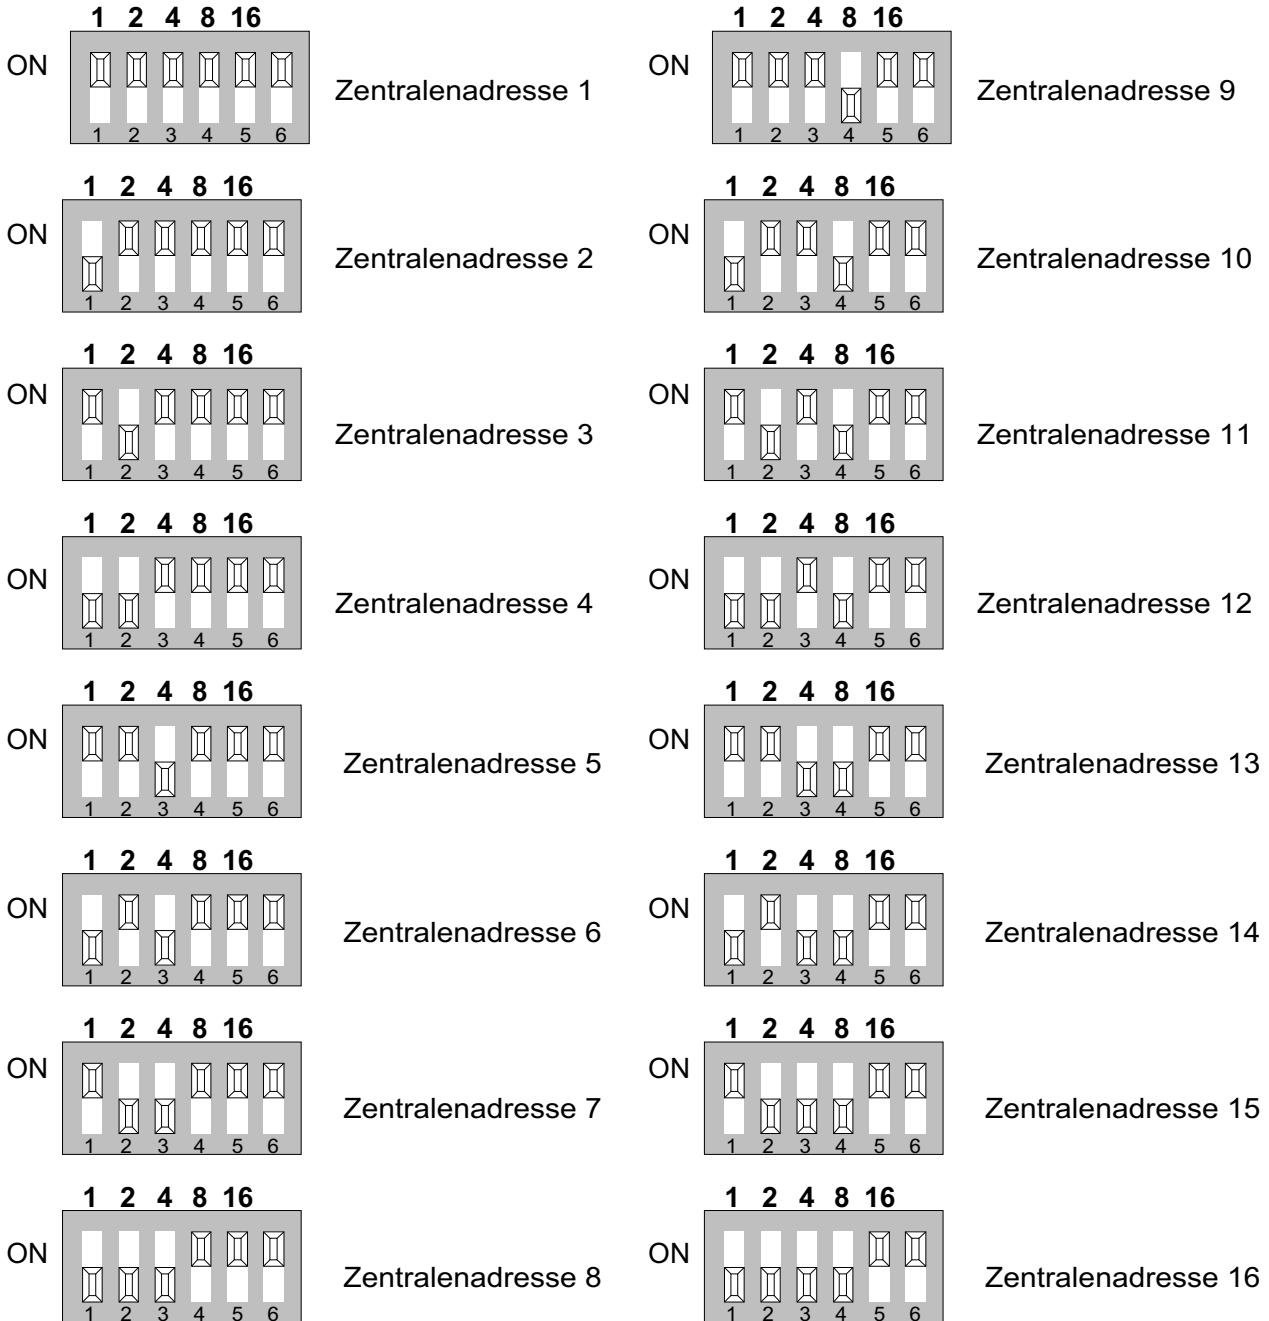 1 2 4 8 16
ON
1 2 3 4 5 6
Zentralenadresse 1
1 2 4 8 16
ON
1 2 3 4 5 6
Zentralenadresse 2
1 2 4 8 16
ON
1 2 3 4 5 6
Zentralenadresse 3
1 2 4 8 16
ON
1 2 3 4 5 6
Zentralenadresse 4
1 2 4 8 16
ON
1 2 3 4 5 6
Zentralenadresse 5
1 2 4 8 16
ON
1 2 3 4 5 6
Zentralenadresse 6
1 2 4 8 16
ON
1 2 3 4 5 6
Zentralenadresse 7
1 2 4 8 16
ON
1 2 3 4 5 6
Zentralenadresse 8
1 2 4 8 16
ON
1 2 3 4 5 6
Zentralenadresse 9
1 2 4 8 16
ON
1 2 3 4 5 6
Zentralenadresse 10
1 2 4 8 16
ON
1 2 3 4 5 6
Zentralenadresse 11
1 2 4 8 16
ON
1 2 3 4 5 6
Zentralenadresse 12
1 2 4 8 16
ON
1 2 3 4 5 6
Zentralenadresse 13
1 2 4 8 16
ON
1 2 3 4 5 6
Zentralenadresse 14
1 2 4 8 16
ON
1 2 3 4 5 6
Zentralenadresse 15
1 2 4 8 16
ON
1 2 3 4 5 6
Zentralenadresse 16